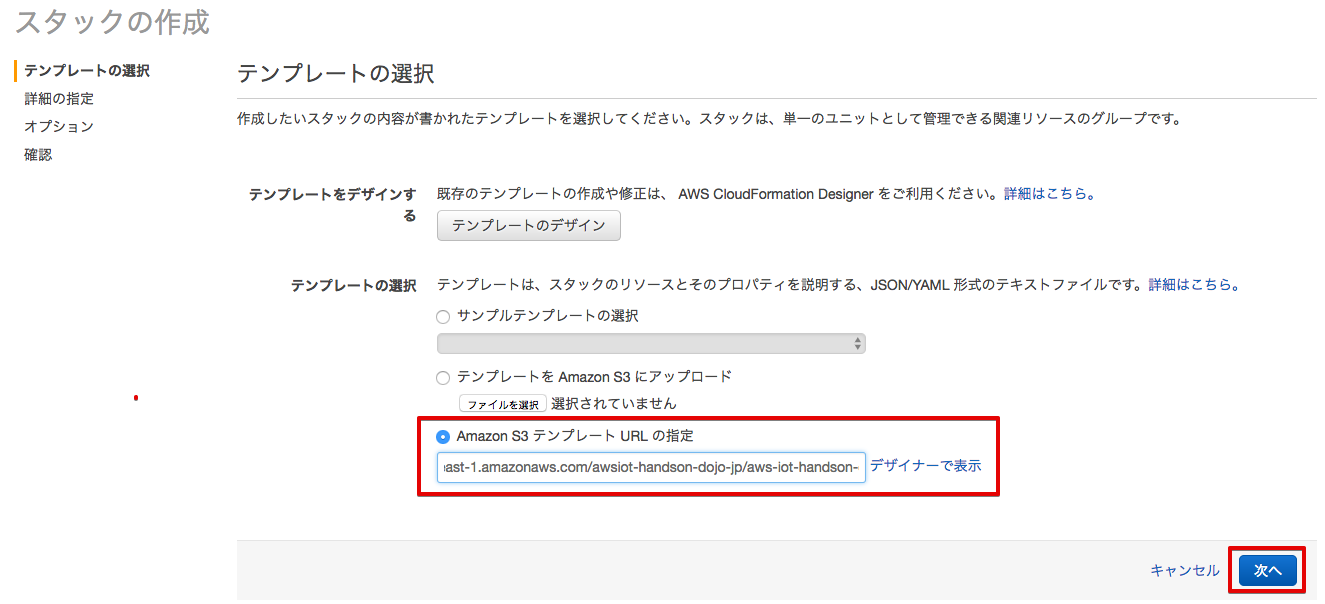 スタックの作成
テンプレートの選択
詳細の指定
オプション
確認
テンプレートの選択
作成したいスタックの内容が書かれたテンプレートを選択してください。スタックは、単一のユニットとして管理できる関連リソースのグループです。
テンプレートをデザインす
る
既存のテンプレートの作成や修正は、 AWS CloudFormation Designer をご利用ください。詳細はこちら。
テンプレートのデザイン
テンプレートの選択
テンプレートは、スタックのリソースとそのプロパティを説明する、JSON/YAML 形式のテキストファイルです。詳細はこちら。
サンプルテンプレートの選択
テンプレートを Amazon S3 にアップロード
ファイルを選択 選択されていません
Amazon S3 テンプレート URL の指定
ast-1.amazonaws.com/awsiot-handson-dojo-jp/aws-iot-handson- デザイナーで表示
キャンセル 次へ